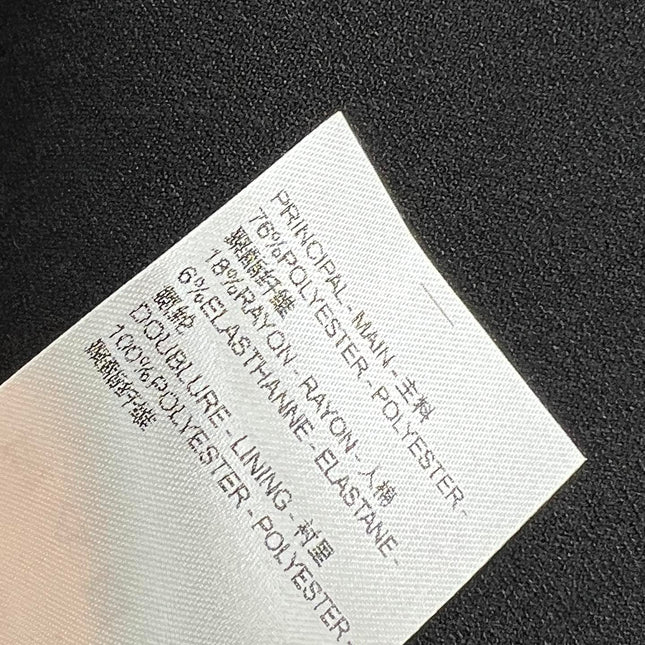 PRINCIPAL - MAIN - 主料
76%POLYESTER - POLYESTER -
聚酯纤维
18%RAYON - RAYON - 人棉
6%ELASTHANNE - ELASTANE -
氨纶
DOUBLURE - LINING - 衬里
100%POLYESTER - POLYESTER -
聚酯纤维